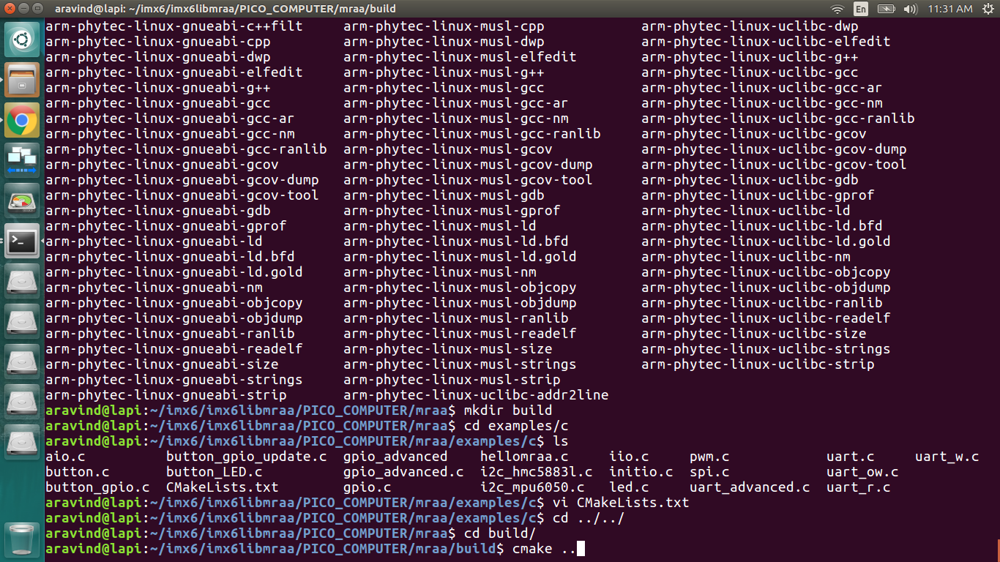 aravind@lapi: ~/imx6/imx6libmraa/PICO_COMPUTER/mraa/build En 11:31 AM
arm-phytec-linux-gnueabi-c++filt arm-phytec-linux-musl-cpp arm-phytec-linux-uclibc-dwp
arm-phytec-linux-gnueabi-cpp arm-phytec-linux-musl-dwp arm-phytec-linux-uclibc-elfedit
arm-phytec-linux-gnueabi-dwp arm-phytec-linux-musl-elfedit arm-phytec-linux-uclibc-g++
arm-phytec-linux-gnueabi-elfedit arm-phytec-linux-musl-g++ arm-phytec-linux-uclibc-gcc
arm-phytec-linux-gnueabi-g++ arm-phytec-linux-musl-gcc arm-phytec-linux-uclibc-gcc-ar
arm-phytec-linux-gnueabi-gcc arm-phytec-linux-musl-gcc-ar arm-phytec-linux-uclibc-gcc-nm
arm-phytec-linux-gnueabi-gcc-ar arm-phytec-linux-musl-gcc-nm arm-phytec-linux-uclibc-gcc-ranlib
arm-phytec-linux-gnueabi-gcc-nm arm-phytec-linux-musl-gcc-ranlib arm-phytec-linux-uclibc-gcov
arm-phytec-linux-gnueabi-gcc-ranlib arm-phytec-linux-musl-gcov arm-phytec-linux-uclibc-gcov-dump
arm-phytec-linux-gnueabi-gcov arm-phytec-linux-musl-gcov-dump arm-phytec-linux-uclibc-gcov-tool
arm-phytec-linux-gnueabi-gcov-dump arm-phytec-linux-musl-gcov-tool arm-phytec-linux-uclibc-gdb
arm-phytec-linux-gnueabi-gcov-tool arm-phytec-linux-musl-gdb arm-phytec-linux-uclibc-gprof
arm-phytec-linux-gnueabi-gdb arm-phytec-linux-musl-gprof arm-phytec-linux-uclibc-ld
arm-phytec-linux-gnueabi-gprof arm-phytec-linux-musl-ld arm-phytec-linux-uclibc-ld.bfd
arm-phytec-linux-gnueabi-ld arm-phytec-linux-musl-ld.bfd arm-phytec-linux-uclibc-ld.gold
arm-phytec-linux-gnueabi-ld.bfd arm-phytec-linux-musl-ld.gold arm-phytec-linux-uclibc-nm
arm-phytec-linux-gnueabi-ld.gold arm-phytec-linux-musl-nm arm-phytec-linux-uclibc-objcopy
arm-phytec-linux-gnueabi-nm arm-phytec-linux-musl-objcopy arm-phytec-linux-uclibc-objdump
arm-phytec-linux-gnueabi-objcopy arm-phytec-linux-musl-objdump arm-phytec-linux-uclibc-ranlib
arm-phytec-linux-gnueabi-objdump arm-phytec-linux-musl-ranlib arm-phytec-linux-uclibc-readelf
arm-phytec-linux-gnueabi-ranlib arm-phytec-linux-musl-readelf arm-phytec-linux-uclibc-size
arm-phytec-linux-gnueabi-readelf arm-phytec-linux-musl-size arm-phytec-linux-uclibc-strings
arm-phytec-linux-gnueabi-size arm-phytec-linux-musl-strings arm-phytec-linux-uclibc-strip
arm-phytec-linux-gnueabi-strings arm-phytec-linux-musl-strip
arm-phytec-linux-gnueabi-strip arm-phytec-linux-uclibc-addr2line
aravind@lapi:~/imx6/imx6libmraa/PICO_COMPUTER/mraa$ mkdir build
aravind@lapi:~/imx6/imx6libmraa/PICO_COMPUTER/mraa$ cd examples/c
aravind@lapi:~/imx6/imx6libmraa/PICO_COMPUTER/mraa/examples/c$ ls
aio.c button_gpio_update.c gpio_advanced hellomraa.c iio.c pwm.c uart.c uart_w.c
button.c button_LED.c gpio_advanced.c i2c_hmc5883l.c initio.c spi.c uart_ow.c
button_gpio.c CMakeLists.txt gpio.c i2c_mpu6050.c led.c uart_advanced.c uart_r.c
aravind@lapi:~/imx6/imx6libmraa/PICO_COMPUTER/mraa/examples/c$ vi CMakeLists.txt
aravind@lapi:~/imx6/imx6libmraa/PICO_COMPUTER/mraa/examples/c$ cd ../../
aravind@lapi:~/imx6/imx6libmraa/PICO_COMPUTER/mraa$ cd build/
aravind@lapi:~/imx6/imx6libmraa/PICO_COMPUTER/mraa/build$ cmake ..